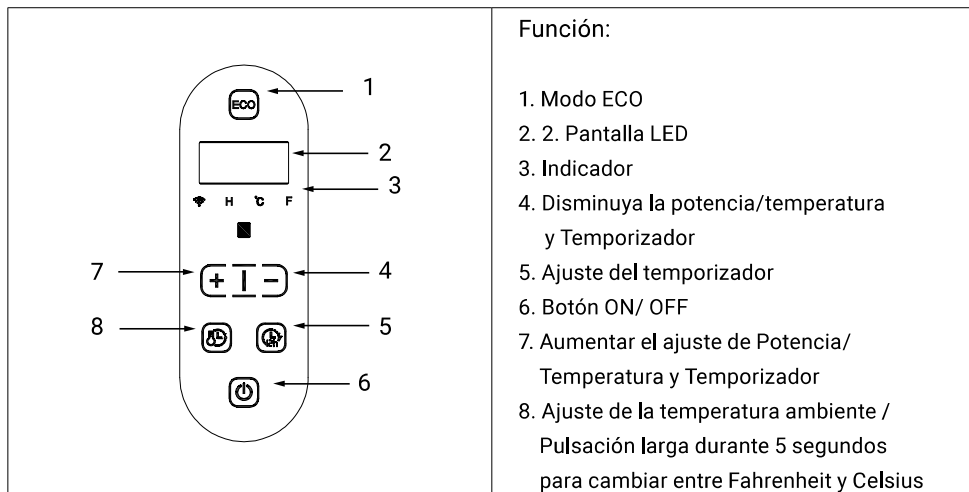 ECO
1
2
3
H ℃ F
7
4
8
5
6
Función:
1. Modo ECO
2. 2. Pantalla LED
3. Indicador
4. Disminuya la potencia/temperatura
y Temporizador
5. Ajuste del temporizador
6. Botón ON/ OFF
7. Aumentar el ajuste de Potencia/
Temperatura y Temporizador
8. Ajuste de la temperatura ambiente /
Pulsación larga durante 5 segundos
para cambiar entre Fahrenheit y Celsius